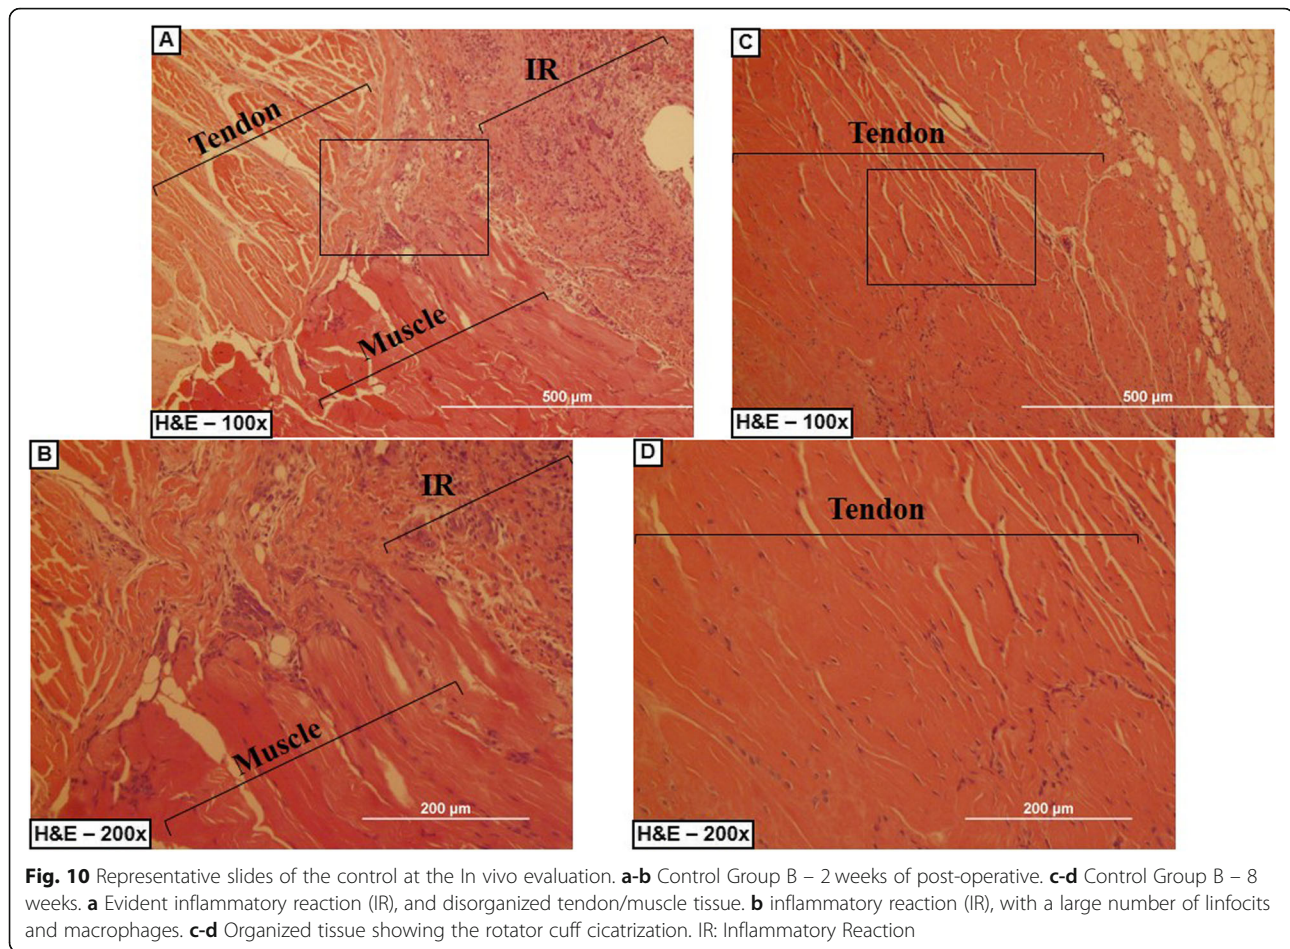 A
Tendon
IR
Muscle
500 µm
H&E – 100x
C
Tendon
500 µm
H&E – 100x
B
IR
Muscle
200 µm
H&E – 200x
D
Tendon
200 µm
H&E – 200x
Fig. 10 Representative slides of the control at the In vivo evaluation. a-b Control Group B – 2 weeks of post-operative. c-d Control Group B – 8
weeks. a Evident inflammatory reaction (IR), and disorganized tendon/muscle tissue. b inflammatory reaction (IR), with a large number of linfocits
and macrophages. c-d Organized tissue showing the rotator cuff cicatrization. IR: Inflammatory Reaction